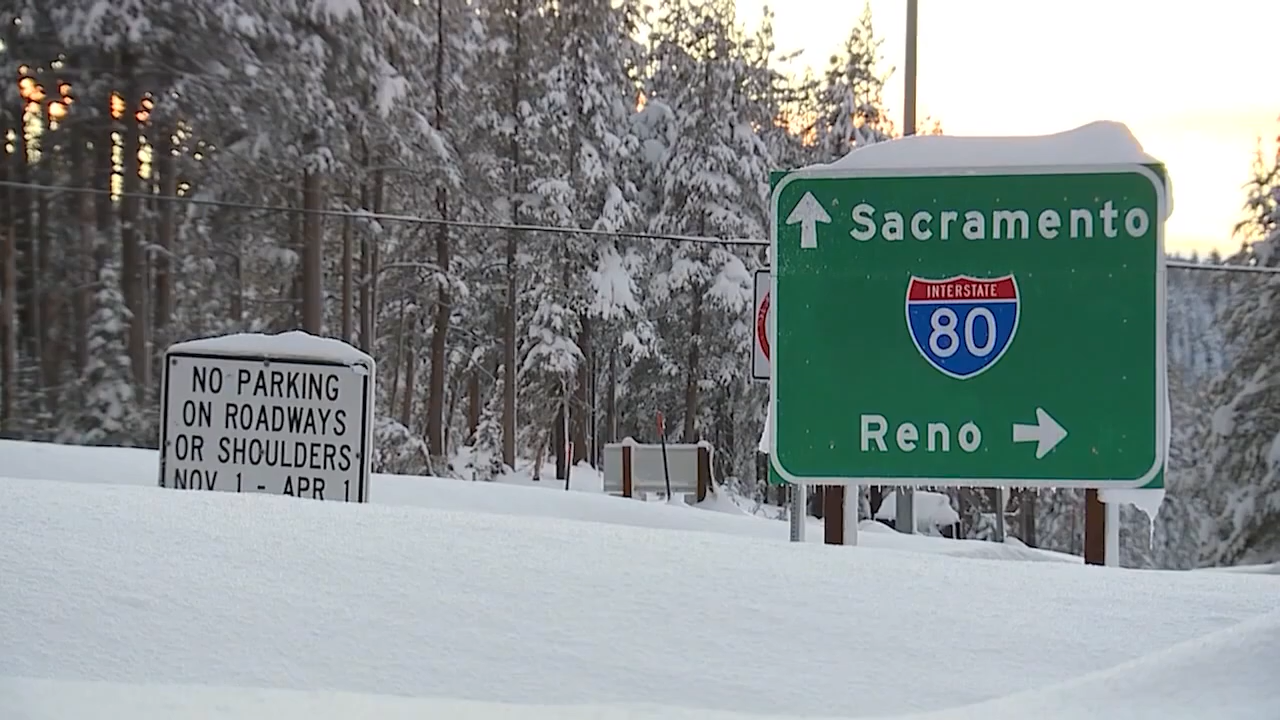 NO PARKING
ON ROADWAYS
OR SHOULDERS
NOV 1 - APR 1
Sacramento
INTERSTATE
80
Reno